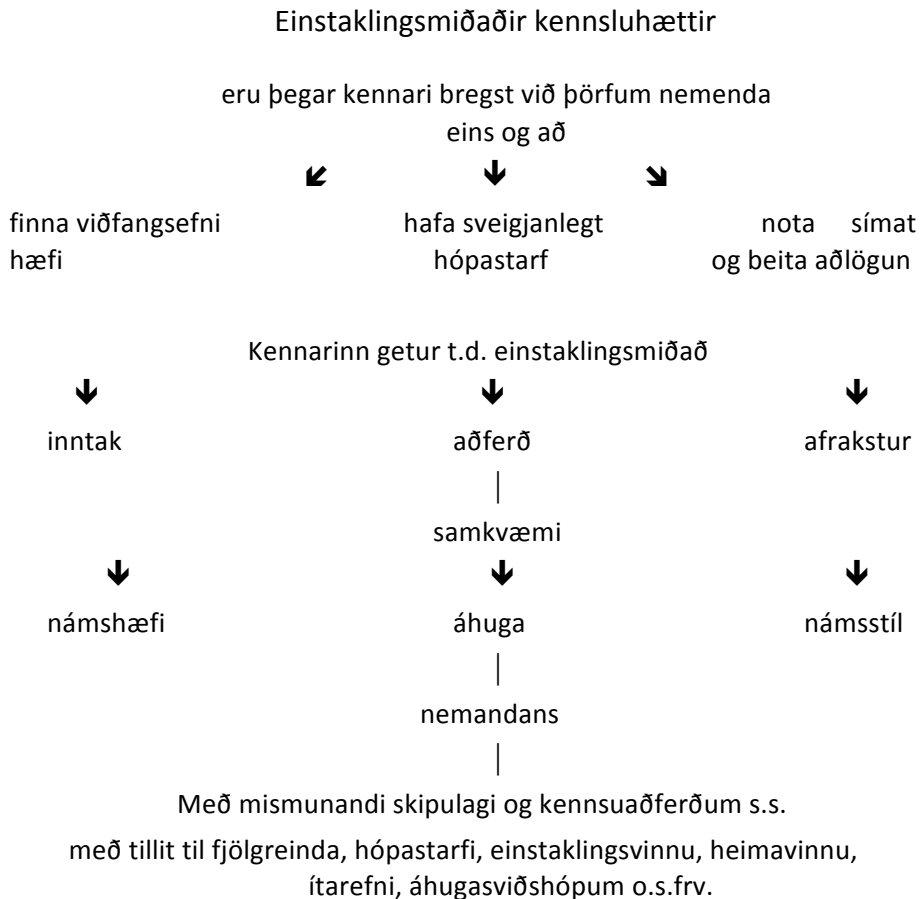 Einstaklingsmiðaðir kennsluhættir
eru þegar kennari bregst við þörfum nemenda
eins og að
finna viðfangsefni hafa sveigjanlegt nota símat
hæfi hópastarf og beita aðlögun
Kennarinn getur t.d. einstaklingsmiðað
inntak aðferð afrakstur
samkvæmi
námshæfi áhuga námsstíl
nemandans
Með mismunandi skipulagi og kennsuaðferðum s.s.
með tillit til fjölgreinda, hópastarfi, einstaklingsvinnu, heimavinnu,
ítarefni, áhugasviðshópum o.s.frv.